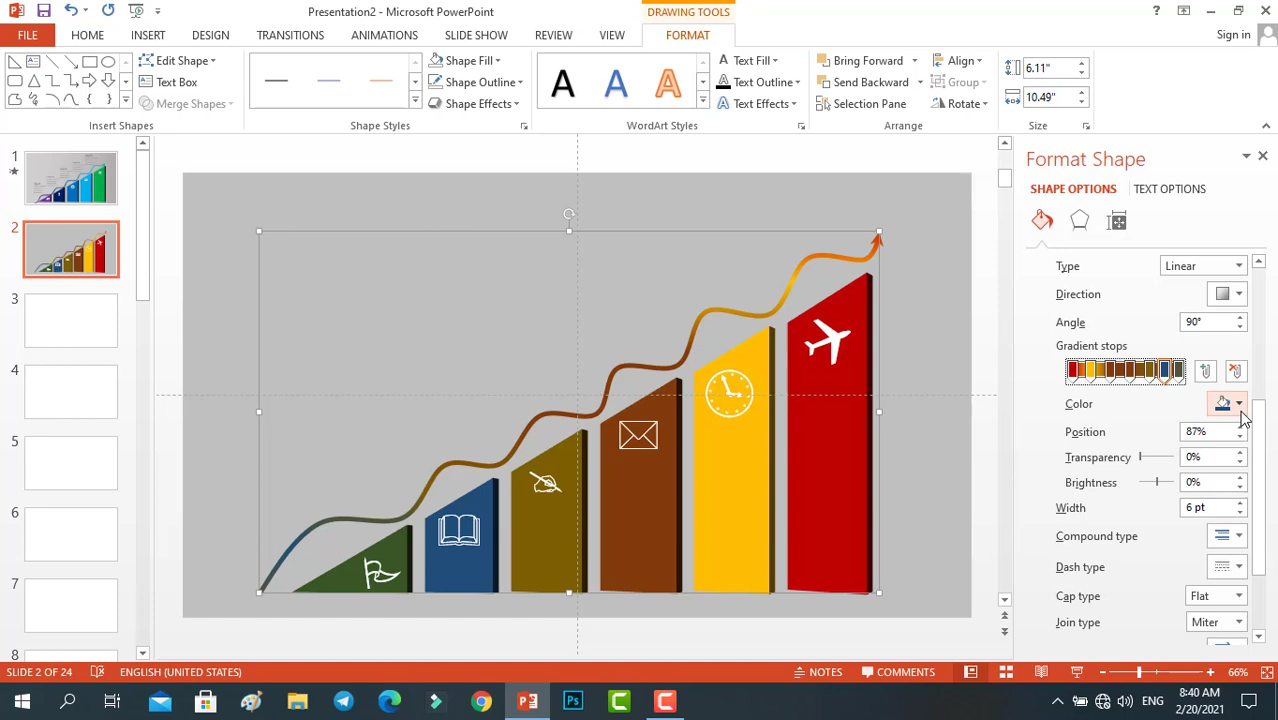 Presentation2 - Microsoft PowerPoint
DRAWING TOOLS
?
FILE
HOME
INSERT
DESIGN
TRANSITIONS
ANIMATIONS
SLIDE SHOW
REVIEW
VIEW
FORMAT
Sign in
Edit Shape
Text Box
Merge Shapes
Insert Shapes
Shape Fill
Shape Outline
Shape Effects
Shape Styles
A
A
A
Text Fill
Text Outline
Text Effects
WordArt Styles
Bring Forward
Send Backward
Selection Pane
Align
Group
Rotate
Arrange
6.11"
10.49"
Size
1
2
3
4
5
6
7
8
Format Shape
SHAPE OPTIONS
TEXT OPTIONS
Type
Linear
Direction
Angle
90°
Gradient stops
Color
Position
87%
Transparency
0%
Brightness
0%
Width
6 pt
Compound type
Dash type
Cap type
Flat
Join type
Miter
SLIDE 2 OF 24
ENGLISH (UNITED STATES)
NOTES
COMMENTS
66%
ENG
8:40 AM
2/20/2021